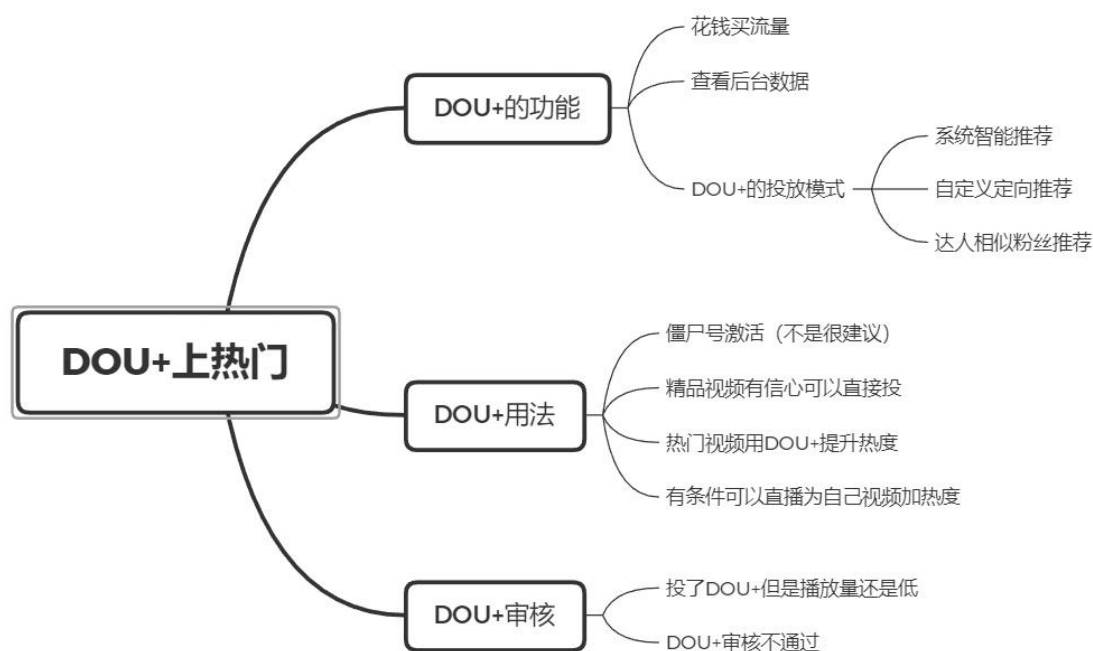 DOU+上热门
DOU+的功能
花钱买流量
查看后台数据
DOU+的投放模式
系统智能推荐
自定义定向推荐
达人相似粉丝推荐
DOU+用法
僵尸号激活（不是很建议）
精品视频有信心可以直接投
热门视频用DOU+提升热度
有条件可以直播为自己视频加热度
DOU+审核
投了DOU+但是播放量还是低
DOU+审核不通过